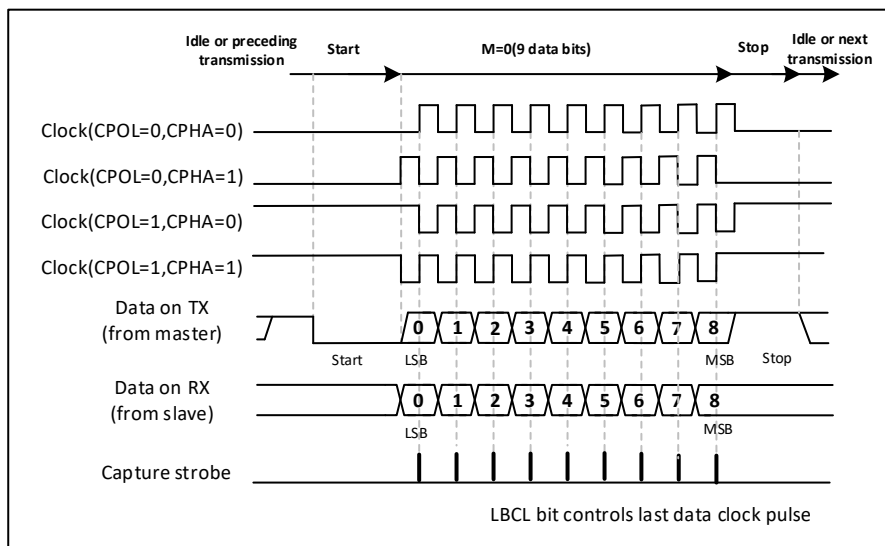 Idle or preceding
transmission
Start
M=0(9 data bits)
Stop
Idle or next
transmission
Clock(CPOL=0,CPHA=0)
Clock(CPOL=0,CPHA=1)
Clock(CPOL=1,CPHA=0)
Clock(CPOL=1,CPHA=1)
Data on TX
(from master)
0 1 2 3 4 5 6 7 8
Start
LSB
MSB
Stop
Data on RX
(from slave)
0 1 2 3 4 5 6 7 8
LSB
MSB
Capture strobe
LBCL bit controls last data clock pulse